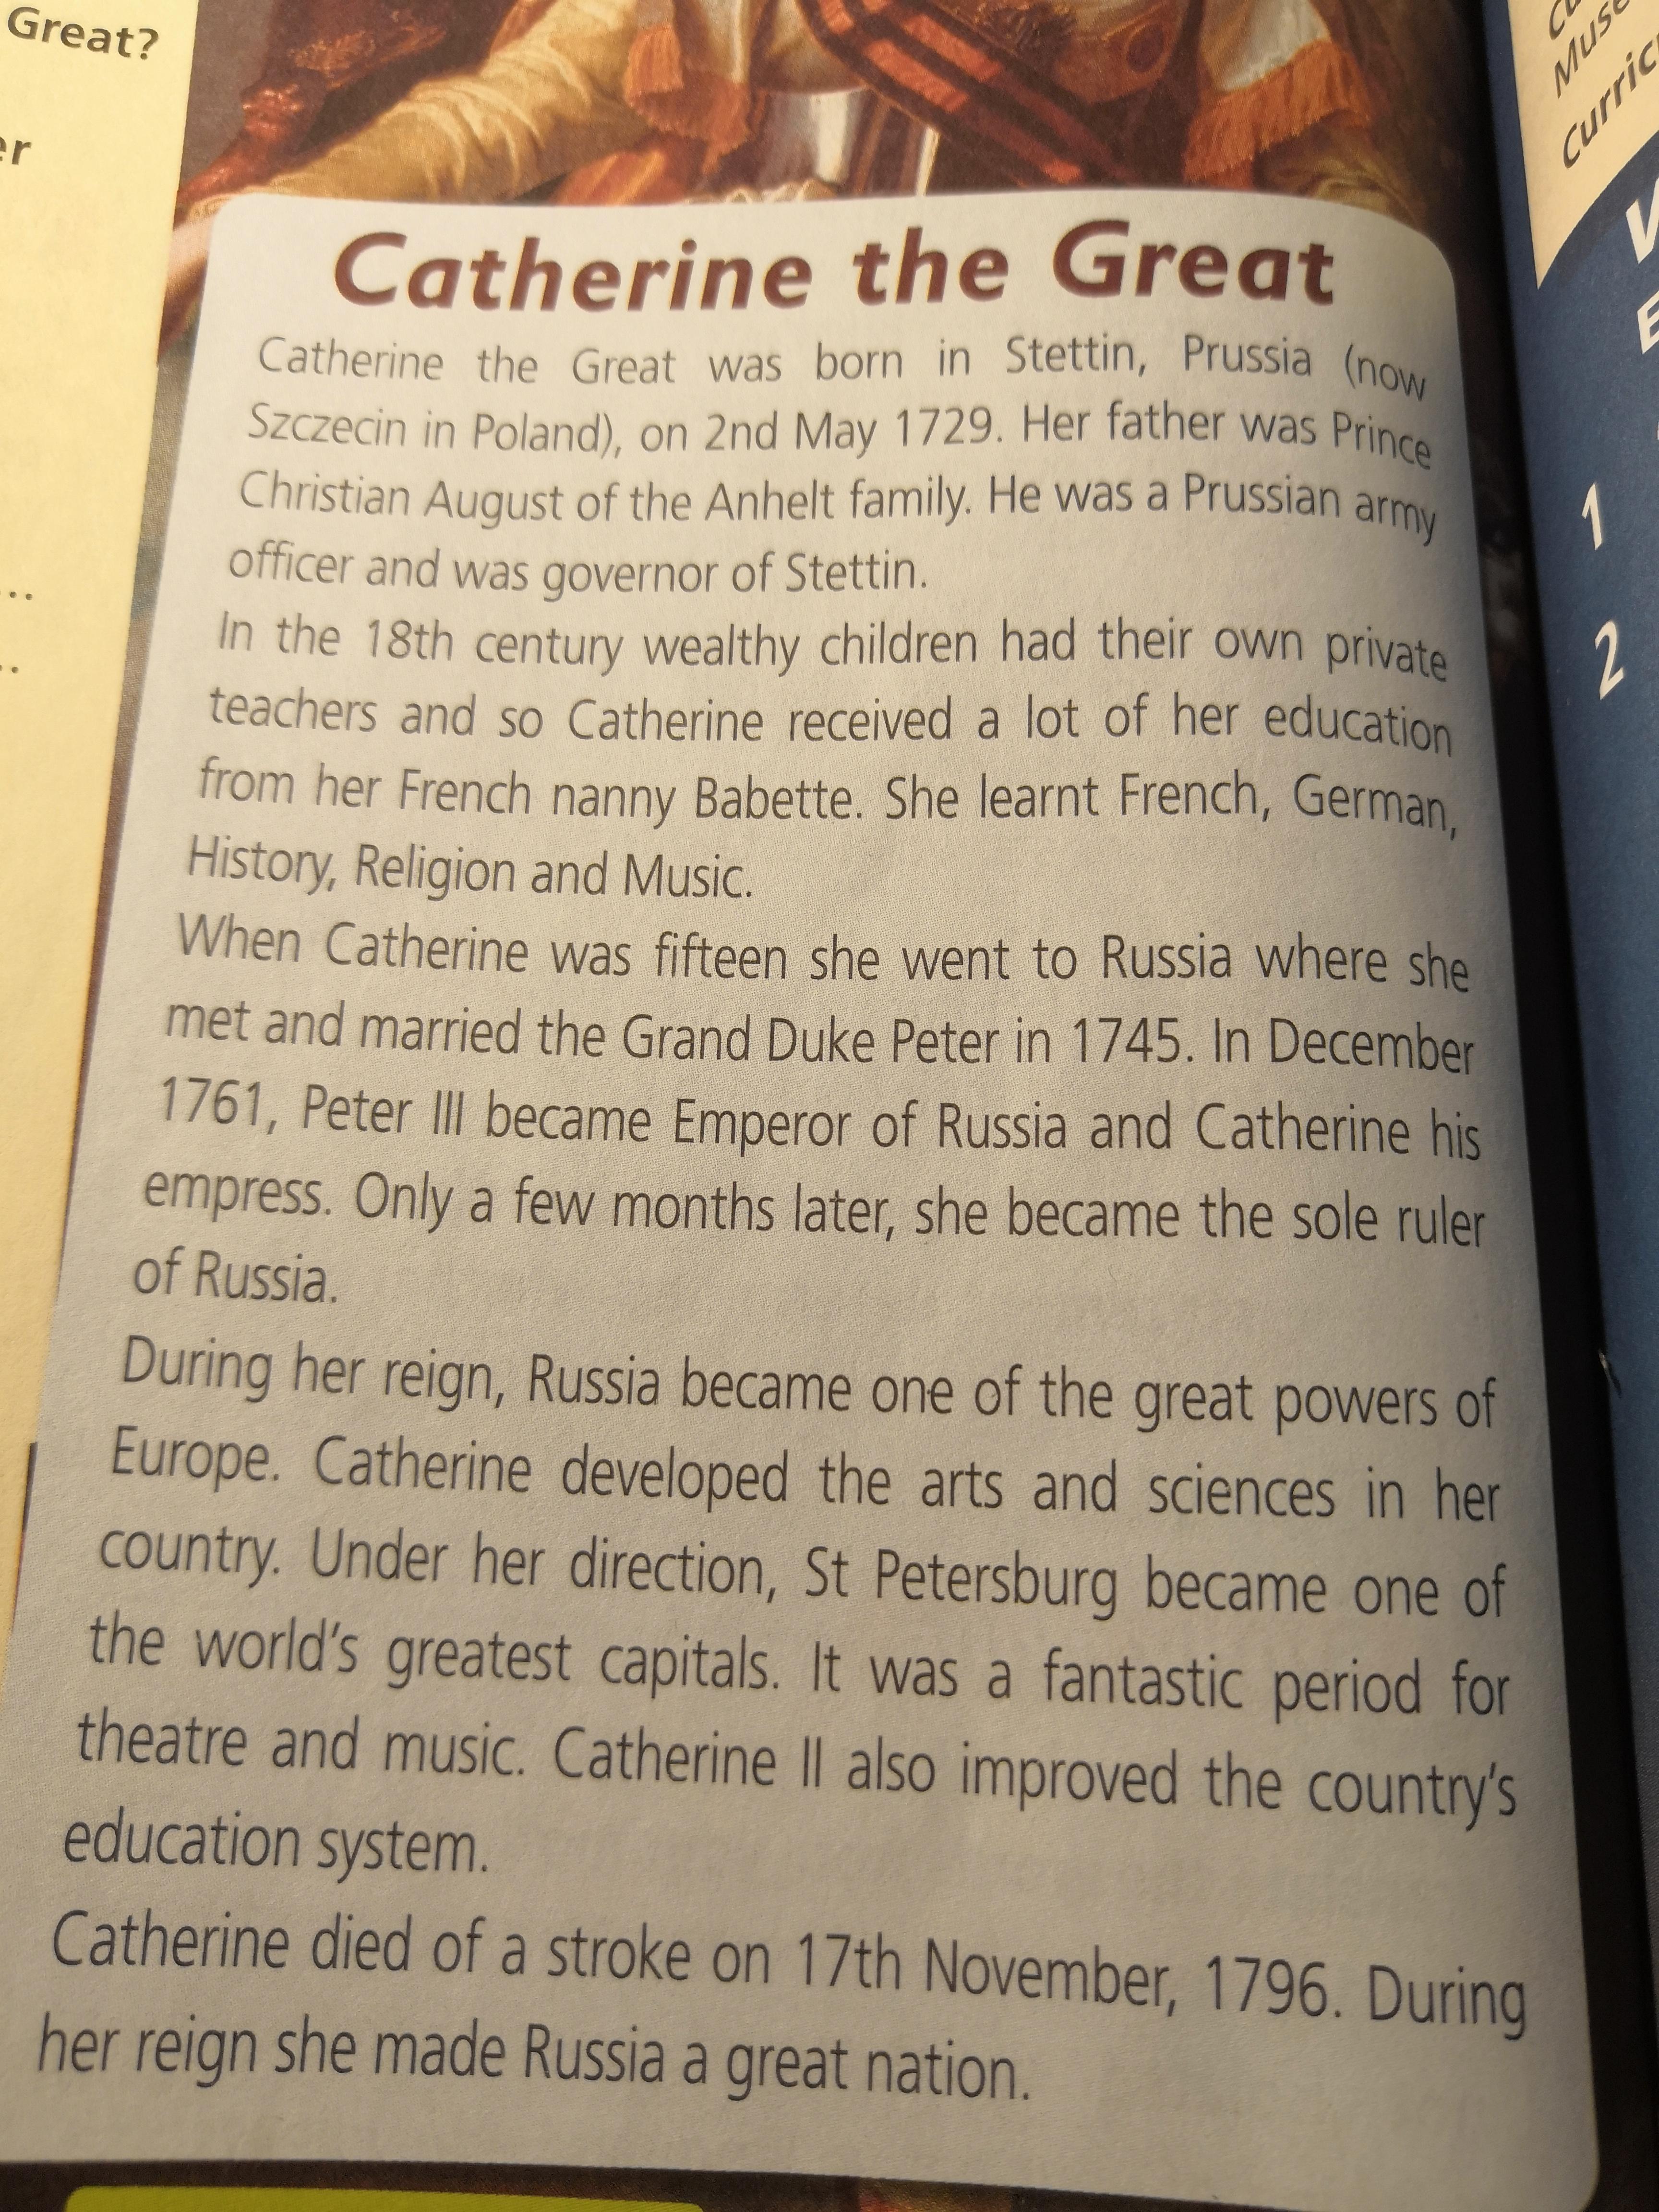 Great?
er
Catherine the Great
Catherine the Great was born in Stettin, Prussia (now
Szczecin in Poland), on 2nd May 1729. Her father was Prince
Christian August of the Anhelt family. He was a Prussian army
officer and was governor of Stettin.
In the 18th century wealthy children had their own private
teachers and so Catherine received a lot of her education
from her French nanny Babette. She learnt French, German,
History, Religion and Music.
When Catherine was fifteen she went to Russia where she
met and married the Grand Duke Peter in 1745. In December
1761, Peter III became Emperor of Russia and Catherine his
empress. Only a few months later, she became the sole ruler
of Russia.
During her reign, Russia became one of the great powers of
Europe. Catherine developed the arts and sciences in her
country. Under her direction, St Petersburg became one of
the world's greatest capitals. It was a fantastic period for
theatre and music. Catherine II also improved the country's
education system.
Catherine died of a stroke on 17th November, 1796. During
her reign she made Russia a great nation.
1
2